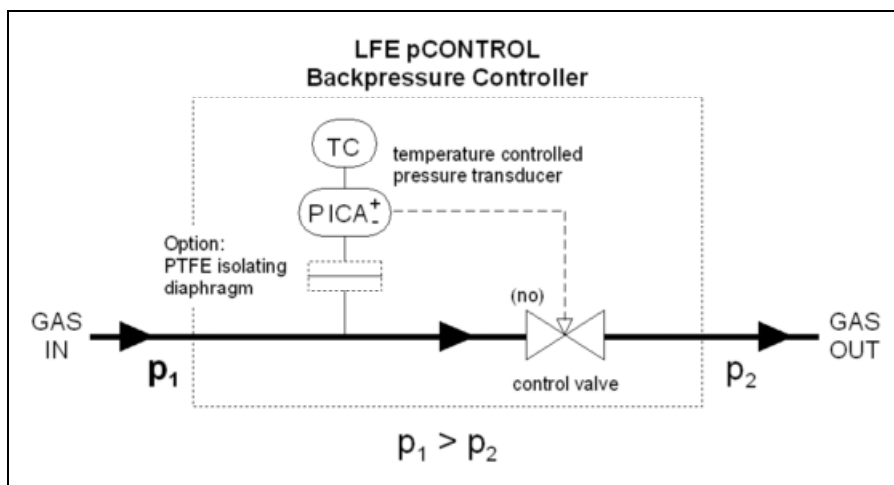 LFE pCONTROL
Backpressure Controller
TC
temperature controlled
pressure transducer
PICA+-
Option:
PTFE isolating
diaphragm
(no)
GAS
IN
GAS
OUT
p1
control valve
p2
p1 > p2